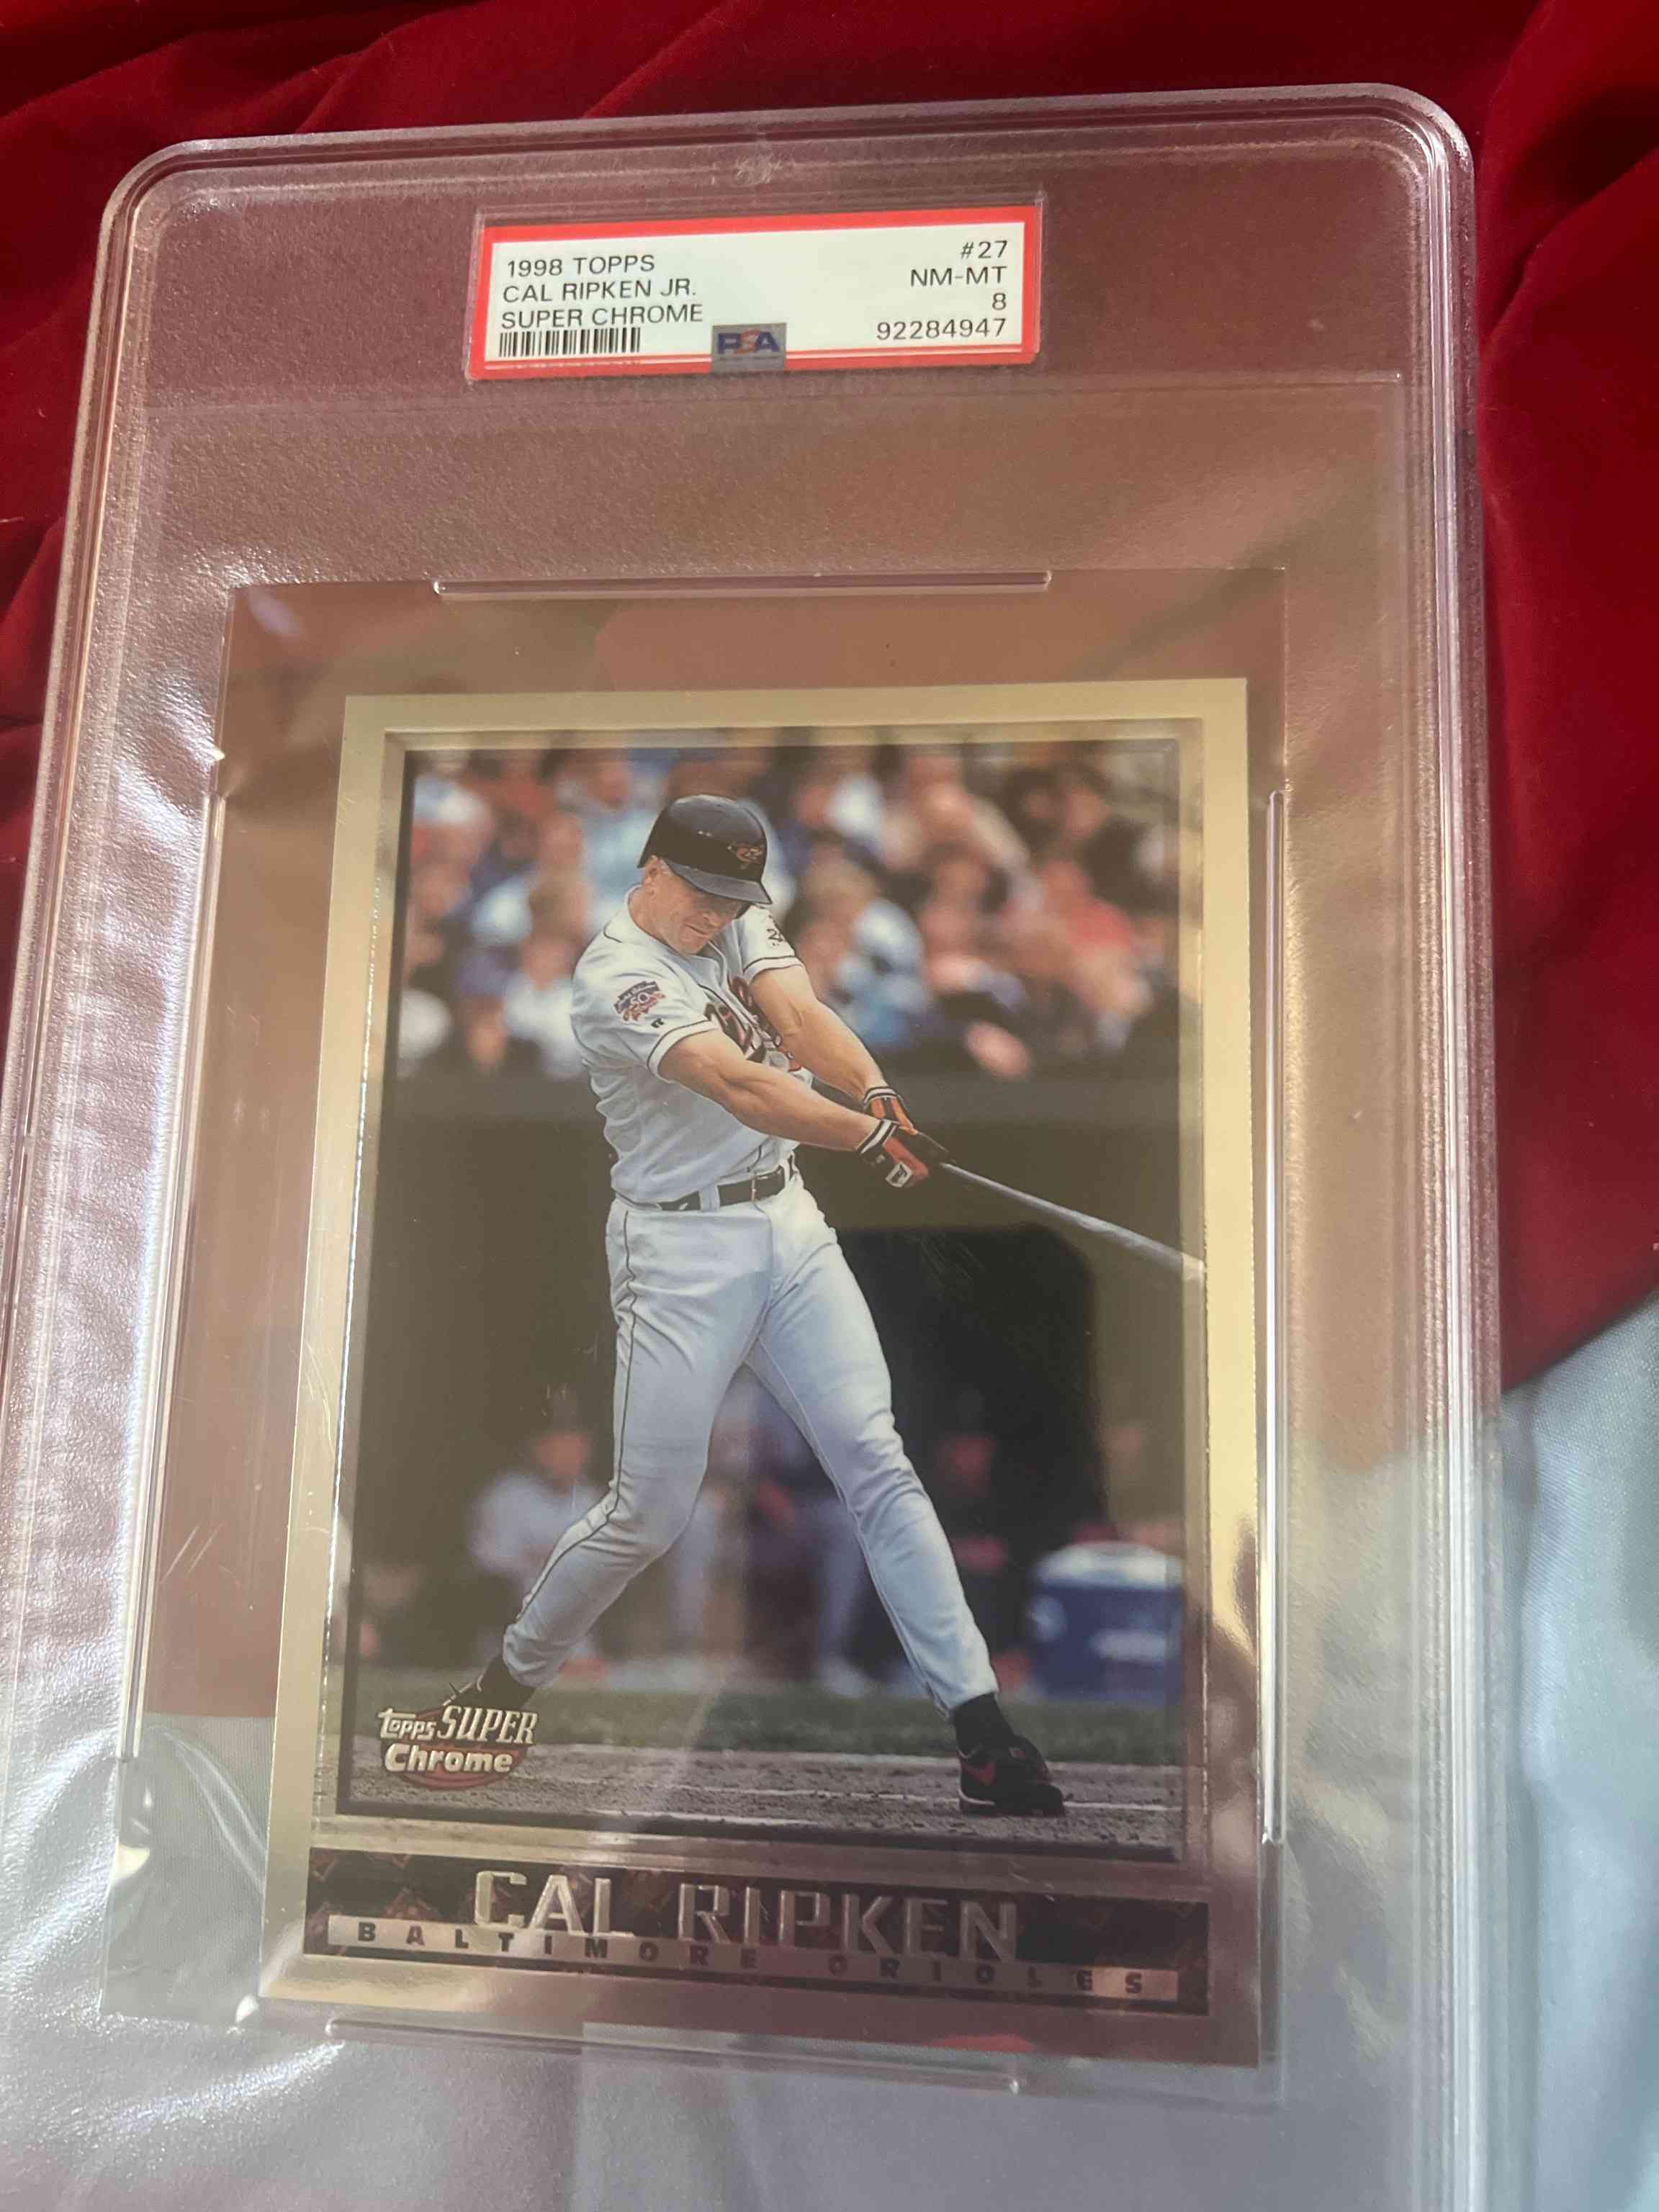 1998 TOPPS #27
CAL RIPKEN JR. NM-MT
SUPER CHROME 8
PSA 92284947
50
topps SUPER
Chrome
CAL RIPKEN
BALTIMORE ORIOLES